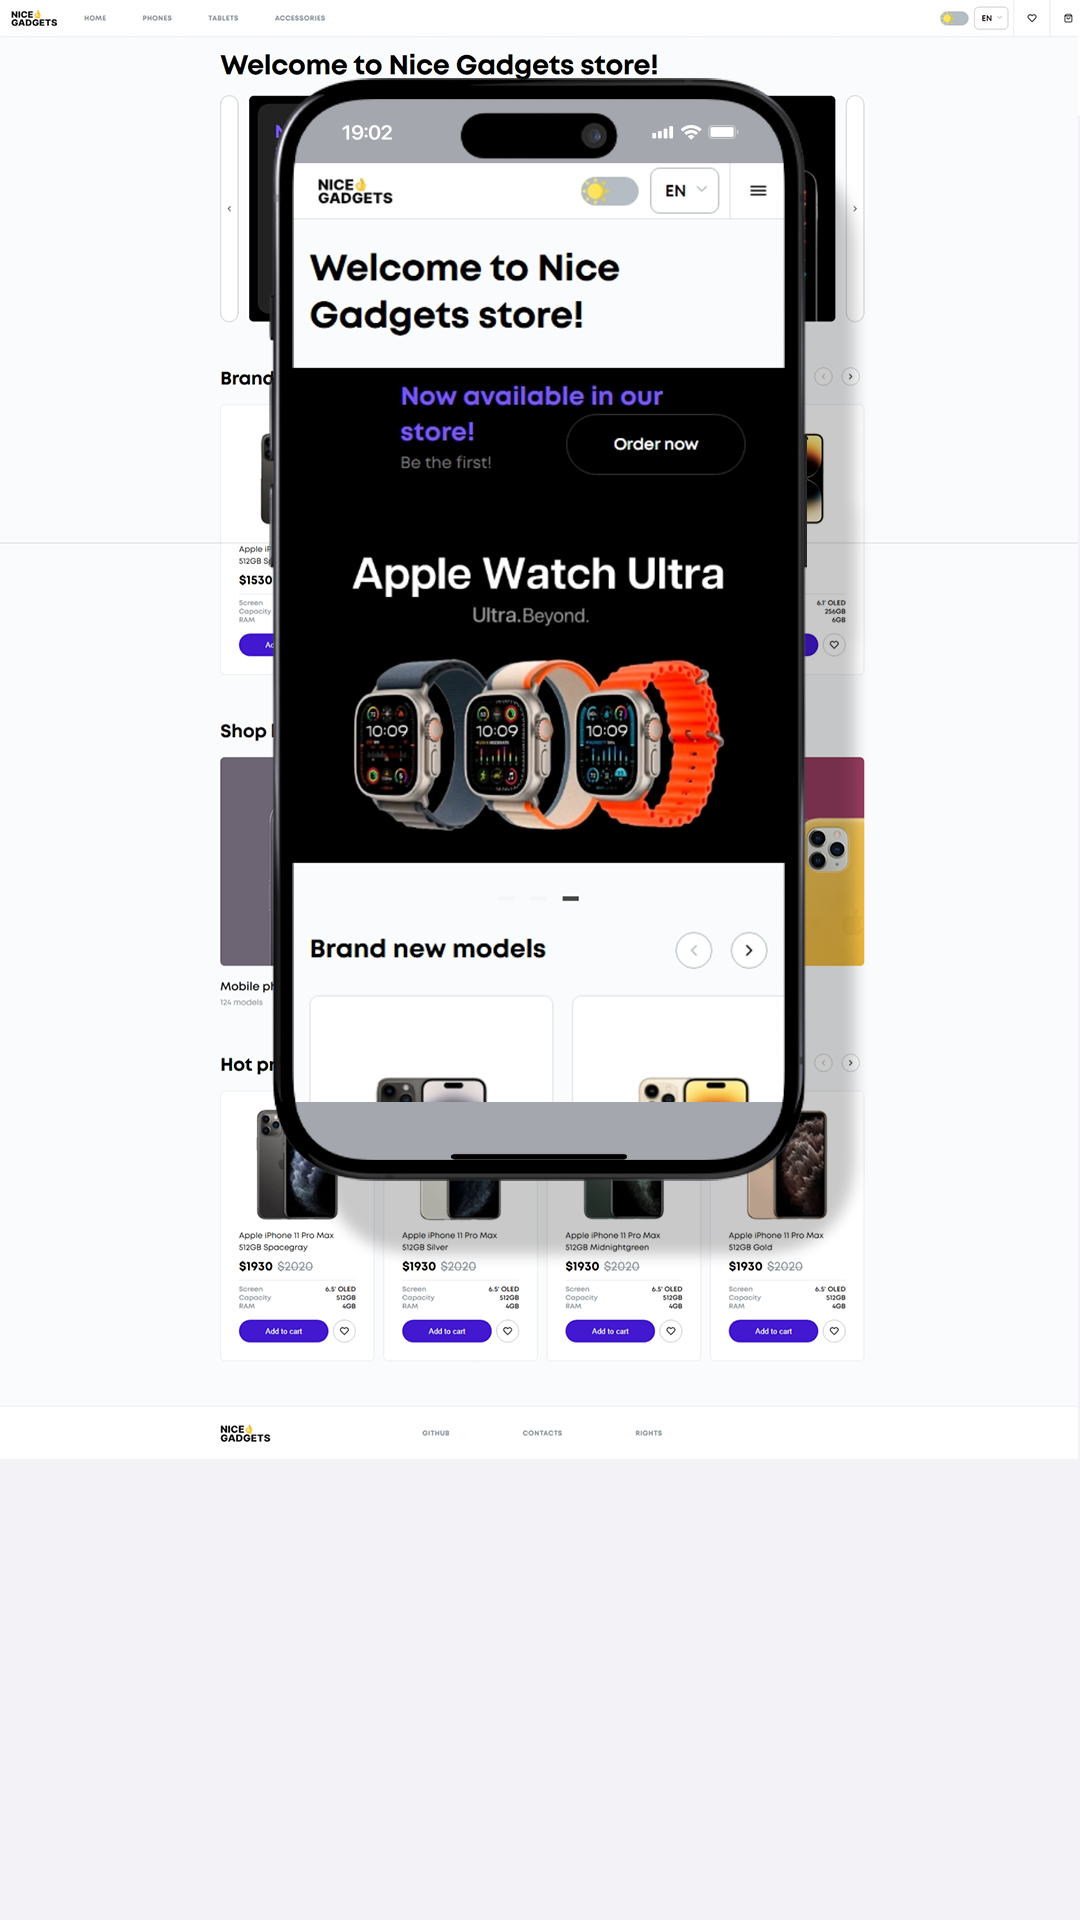 NICE
GADGETS
HOME
PHONES
TABLETS
ACCESSORIES
EN
Welcome to Nice Gadgets store!
19:02
NICE
GADGETS
EN
Welcome to Nice
Gadgets store!
Now available in our
store!
Be the first!
Order now
Apple Watch Ultra
Ultra.Beyond.
10:09
10:09
10:09
Brand new models
Brand
$1530
Screen
Capacity
RAM
6.1' OLED
256GB
6GB
Shop
Mobile
124 models
Hot
Apple iPhone 11 Pro Max
512GB Spacegray
$1930 $2020
Screen 6.5' OLED
Capacity 512GB
RAM 4GB
Add to cart
Apple iPhone 11 Pro Max
512GB Silver
$1930 $2020
Screen 6.5' OLED
Capacity 512GB
RAM 4GB
Add to cart
Apple iPhone 11 Pro Max
512GB Midnightgreen
$1930 $2020
Screen 6.5' OLED
Capacity 512GB
RAM 4GB
Add to cart
Apple iPhone 11 Pro Max
512GB Gold
$1930 $2020
Screen 6.5' OLED
Capacity 512GB
RAM 4GB
Add to cart
NICE
GADGETS
GITHUB
CONTACTS
RIGHTS